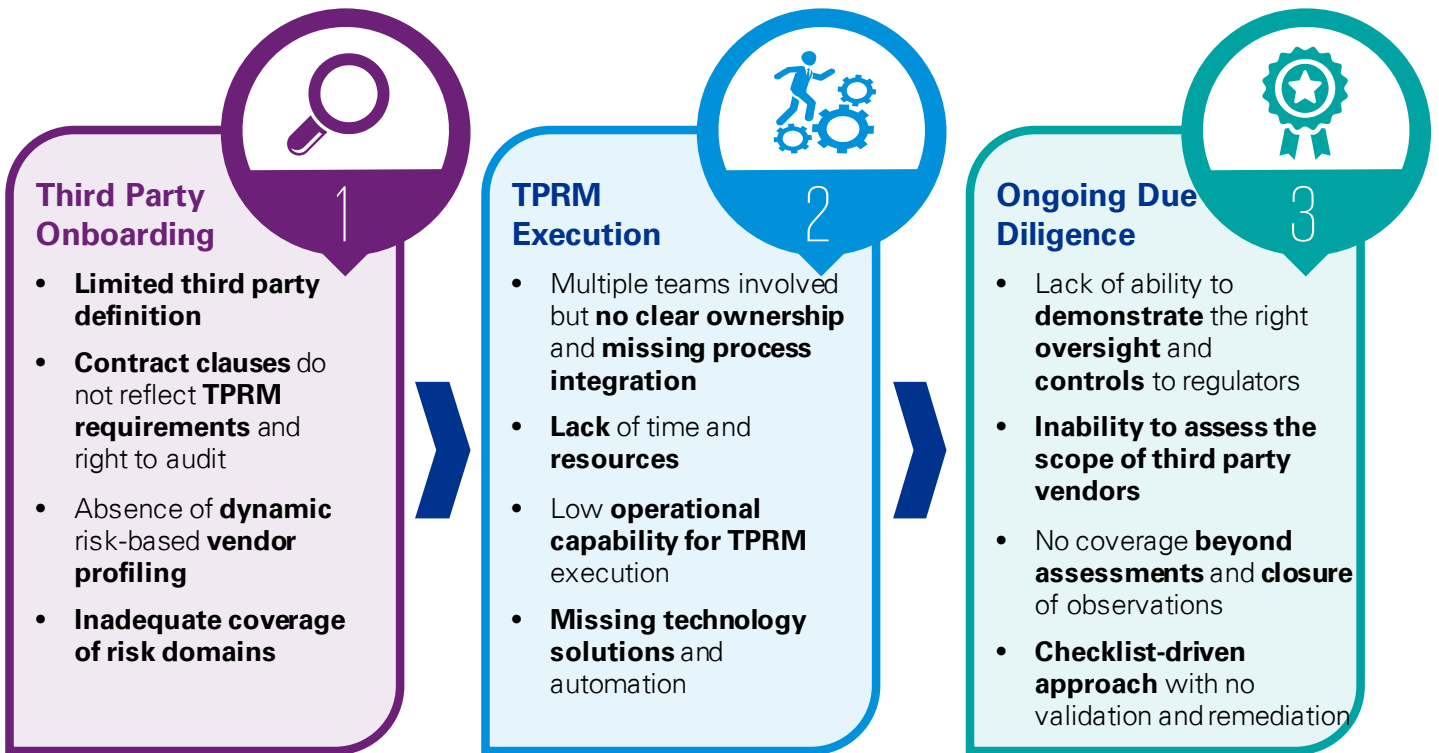 1
Third Party
Onboarding
• Limited third party
definition
• Contract clauses do
not reflect TPRM
requirements and
right to audit
• Absence of dynamic
risk-based vendor
profiling
• Inadequate coverage
of risk domains
2
TPRM
Execution
• Multiple teams involved
but no clear ownership
and missing process
integration
• Lack of time and
resources
• Low operational
capability for TPRM
execution
• Missing technology
solutions and
automation
3
Ongoing Due
Diligence
• Lack of ability to
demonstrate the right
oversight and
controls to regulators
• Inability to assess the
scope of third party
vendors
• No coverage beyond
assessments and closure
of observations
• Checklist-driven
approach with no
validation and remediation